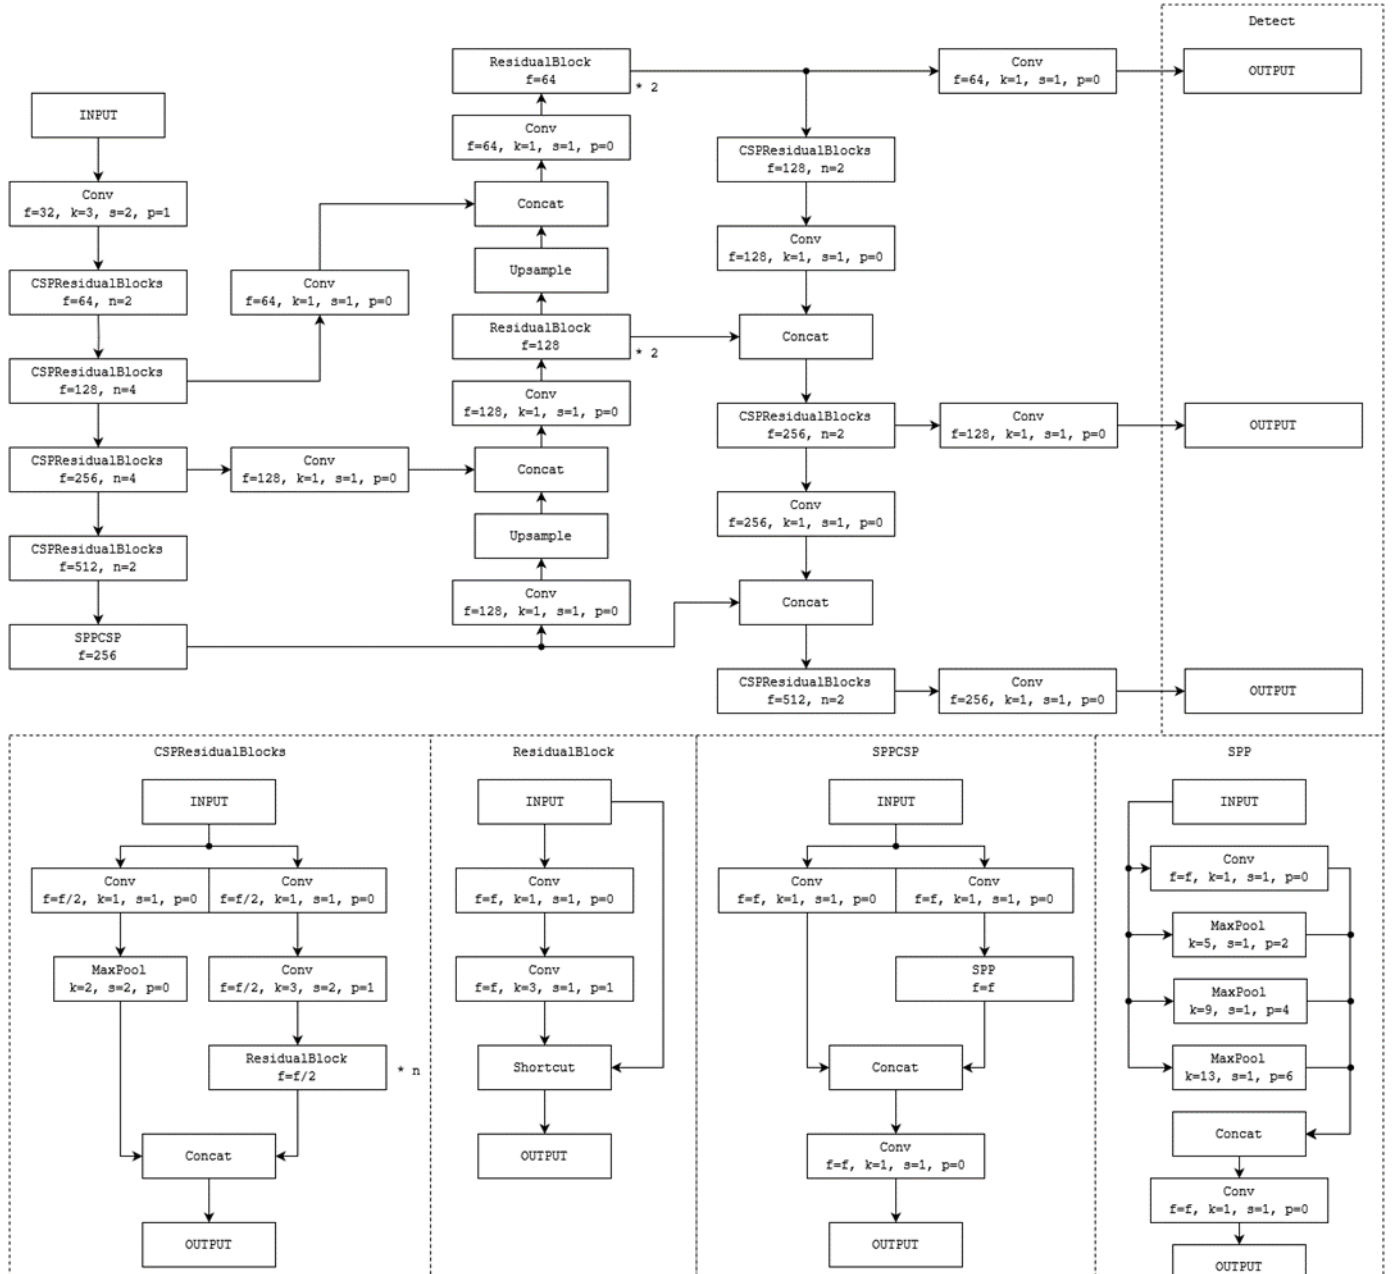 Detect
ResidualBlock
f=64
* 2
Conv
f=64, k=1, s=1, p=0
OUTPUT
INPUT
Conv
f=64, k=1, s=1, p=0
CSPResidualBlocks
f=128, n=2
Conv
f=32, k=3, s=2, p=1
Concat
Conv
f=128, k=1, s=1, p=0
CSPResidualBlocks
f=64, n=2
Conv
f=64, k=1, s=1, p=0
Upsample
ResidualBlock
f=128
* 2
Concat
CSPResidualBlocks
f=128, n=4
Conv
f=128, k=1, s=1, p=0
CSPResidualBlocks
f=256, n=2
Conv
f=128, k=1, s=1, p=0
OUTPUT
CSPResidualBlocks
f=256, n=4
Conv
f=128, k=1, s=1, p=0
Concat
Conv
f=256, k=1, s=1, p=0
CSPResidualBlocks
f=512, n=2
Upsample
Conv
f=128, k=1, s=1, p=0
Concat
SPPCSP
f=256
CSPResidualBlocks
f=512, n=2
Conv
f=256, k=1, s=1, p=0
OUTPUT
CSPResidualBlocks
INPUT
Conv
f=f/2, k=1, s=1, p=0
Conv
f=f/2, k=1, s=1, p=0
MaxPool
k=2, s=2, p=0
Conv
f=f/2, k=3, s=2, p=1
ResidualBlock
f=f/2
* n
Concat
OUTPUT
ResidualBlock
INPUT
Conv
f=f, k=1, s=1, p=0
Conv
f=f, k=3, s=1, p=1
Shortcut
OUTPUT
SPPCSP
INPUT
Conv
f=f, k=1, s=1, p=0
Conv
f=f, k=1, s=1, p=0
SPP
f=f
Concat
Conv
f=f, k=1, s=1, p=0
OUTPUT
SPP
INPUT
Conv
f=f, k=1, s=1, p=0
MaxPool
k=5, s=1, p=2
MaxPool
k=9, s=1, p=4
MaxPool
k=13, s=1, p=6
Concat
Conv
f=f, k=1, s=1, p=0
OUTPUT